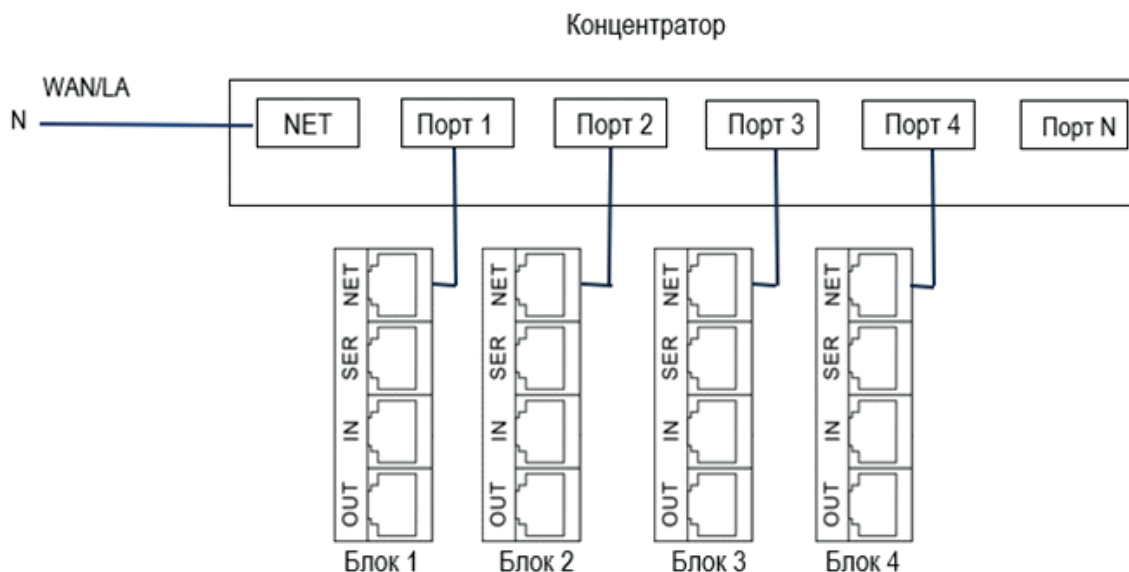 Концентратор
WAN/LA
N
NET Порт 1 Порт 2 Порт 3 Порт 4 Порт N
NET NET NET NET
SER SER SER SER
IN IN IN IN
OUT OUT OUT OUT
Блок 1 Блок 2 Блок 3 Блок 4